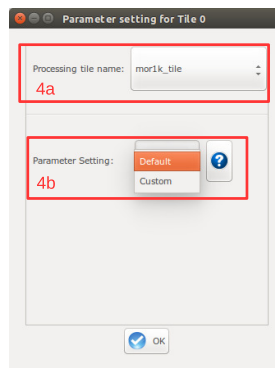 Parameter setting for Tile 0
Processing tile name: mor1k_tile
4a
Parameter Setting: Default
Custom
4b
OK